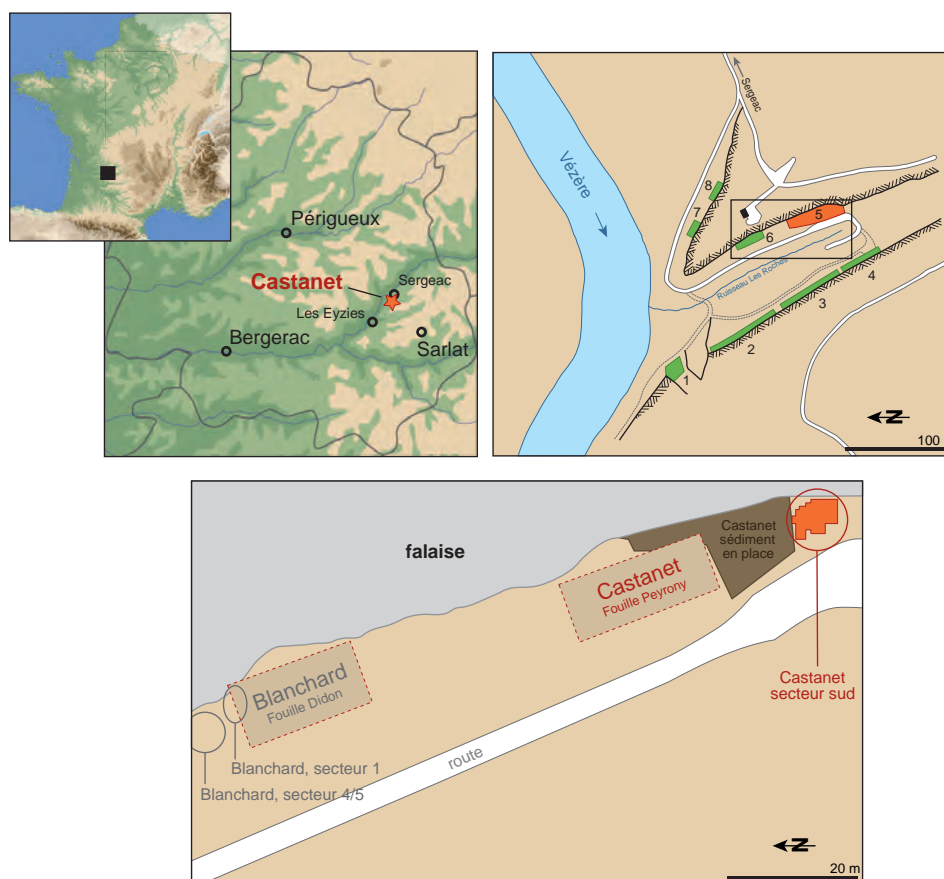 Périgueux
Castanet
Sergeac
Les Eyzies
Bergerac
Sarlat
Sergeac
Vézère
8
7
5
6
Ruisseau Les Roches
4
3
2
1
N
100
falaise
Castanet
sédiment
en place
Castanet
Fouille Peyrony
Blanchard
Fouille Didon
Castanet
secteur sud
route
Blanchard, secteur 1
Blanchard, secteur 4/5
N
20 m